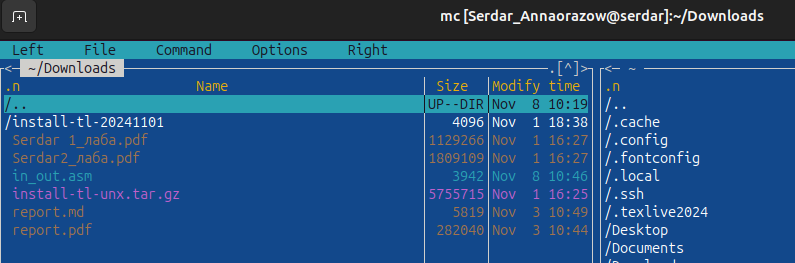 mc [Serdar_Annaorazow@serdar]:~/Downloads
Left File Command Options Right
<─ ~/Downloads .[^]>
.n Name Size Modify time
/.. UP--DIR Nov 8 10:19
/install-tl-20241101 4096 Nov 1 18:38
Serdar 1_лаба.pdf 1129266 Nov 1 16:27
Serdar2_лаба.pdf 1809109 Nov 1 16:27
in_out.asm 3942 Nov 8 10:46
install-tl-unx.tar.gz 5755715 Nov 1 16:25
report.md 5819 Nov 3 10:49
report.pdf 282040 Nov 3 10:44
<─ ~
.n
/..
/.cache
/.config
/.fontconfig
/.local
/.ssh
/.texlive2024
/Desktop
/Documents